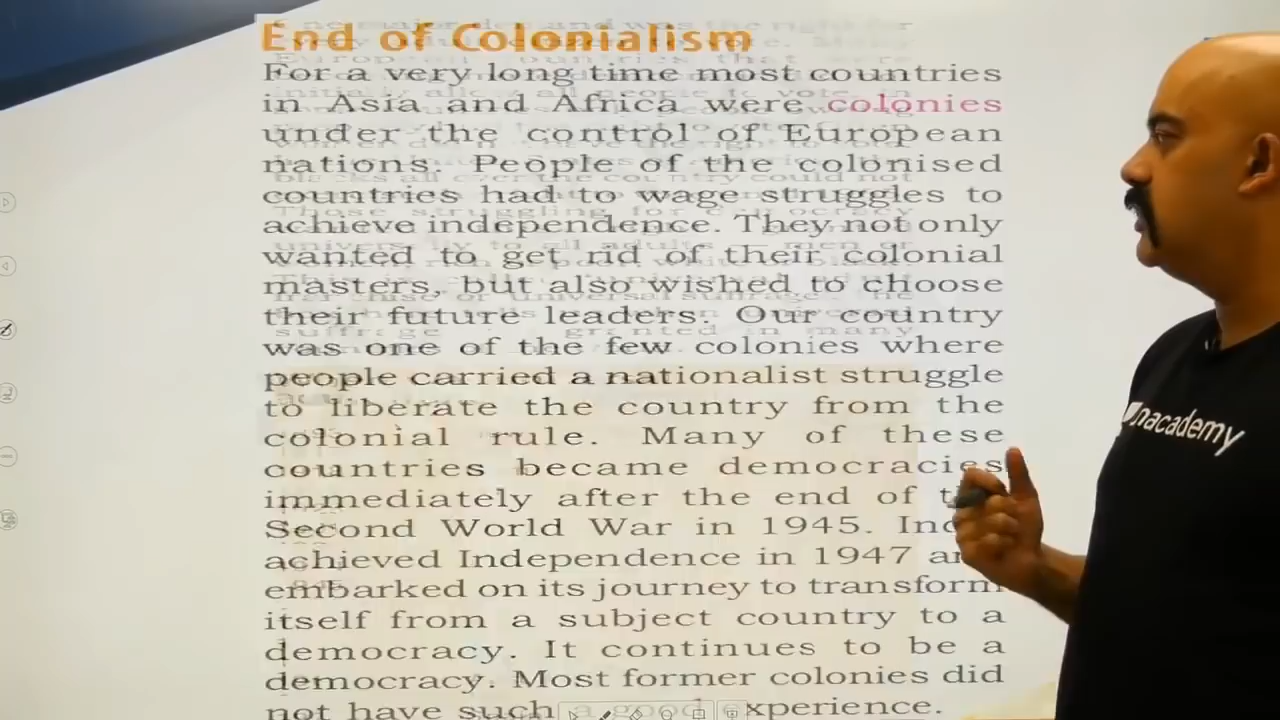 End of Colonialism
For a very long time most countries
in Asia and Africa were colonies
under the control of European
nations. People of the colonised
countries had to wage struggles to
achieve independence. They not only
wanted to get rid of their colonial
masters, but also wished to choose
their future leaders. Our country
was one of the few colonies where
people carried a nationalist struggle
to liberate the country from the
colonial rule. Many of these
countries became democracies
immediately after the end of
Second World War in 1945.
achieved Independence in 1947
embarked on its journey to transform
itself from a subject country to a
democracy. It continues to be a
democracy. Most former colonies did
not have such a good experience.
unacademy